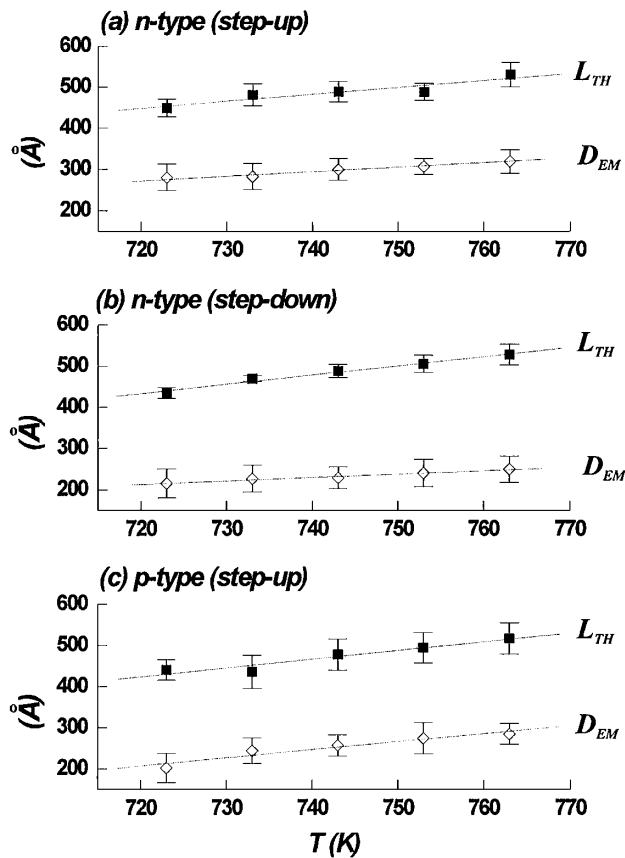 (a) n-type (step-up)
600
500
400
300
200
(Å)
L_TH
D_EM
720 730 740 750 760 770
(b) n-type (step-down)
600
500
400
300
200
(Å)
L_TH
D_EM
720 730 740 750 760 770
(c) p-type (step-up)
600
500
400
300
200
(Å)
L_TH
D_EM
720 730 740 750 760 770
T (K)